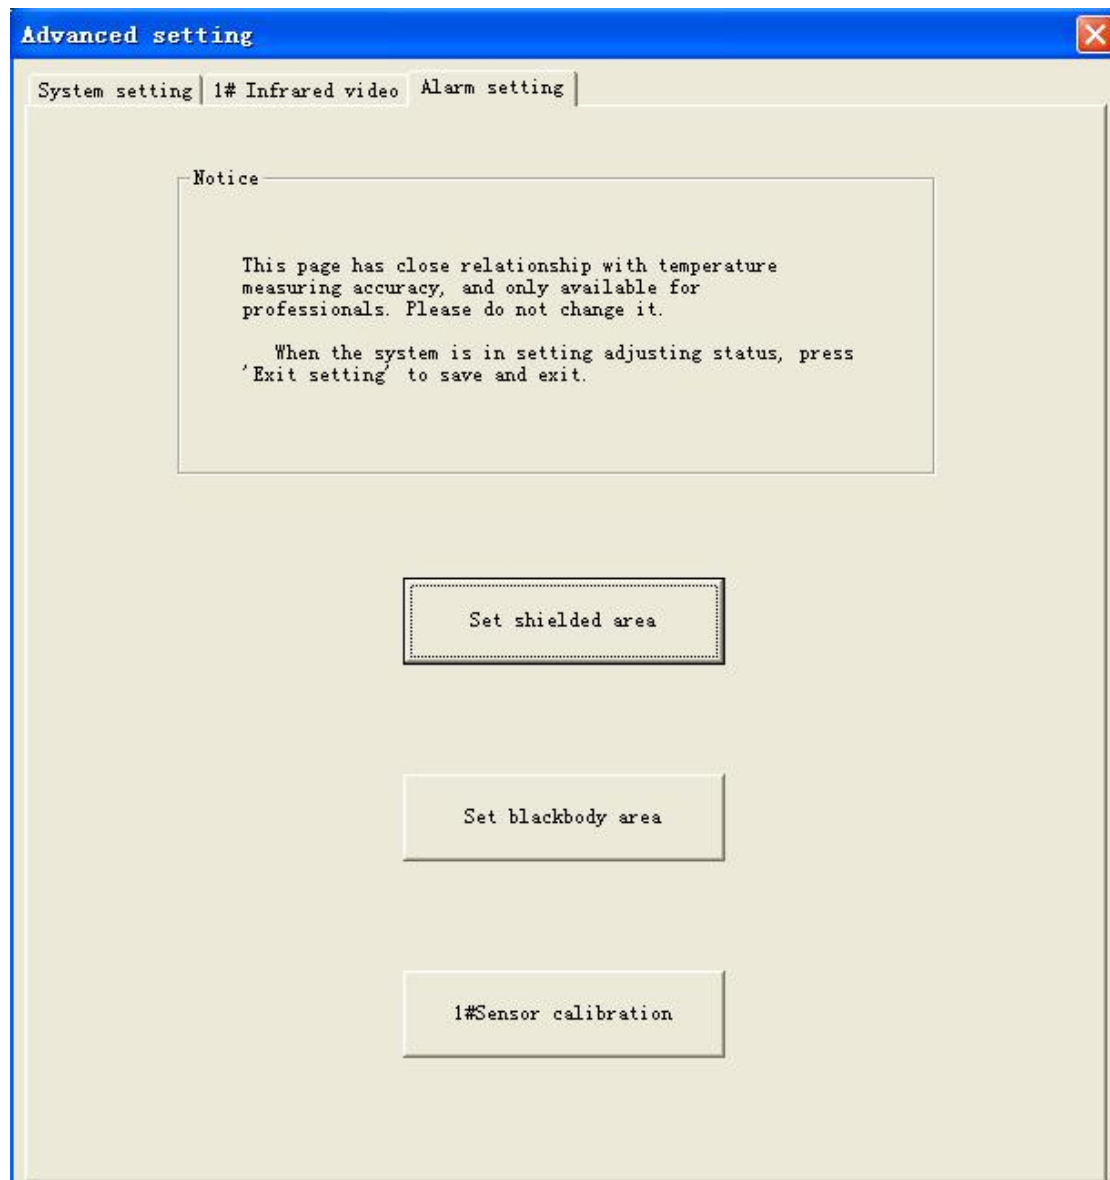 Advanced setting
System setting 1# Infrared video Alarm setting
Notice
This page has close relationship with temperature
measuring accuracy, and only available for
professionals. Please do not change it.
When the system is in setting adjusting status, press
'Exit setting' to save and exit.
Set shielded area
Set blackbody area
1#Sensor calibration